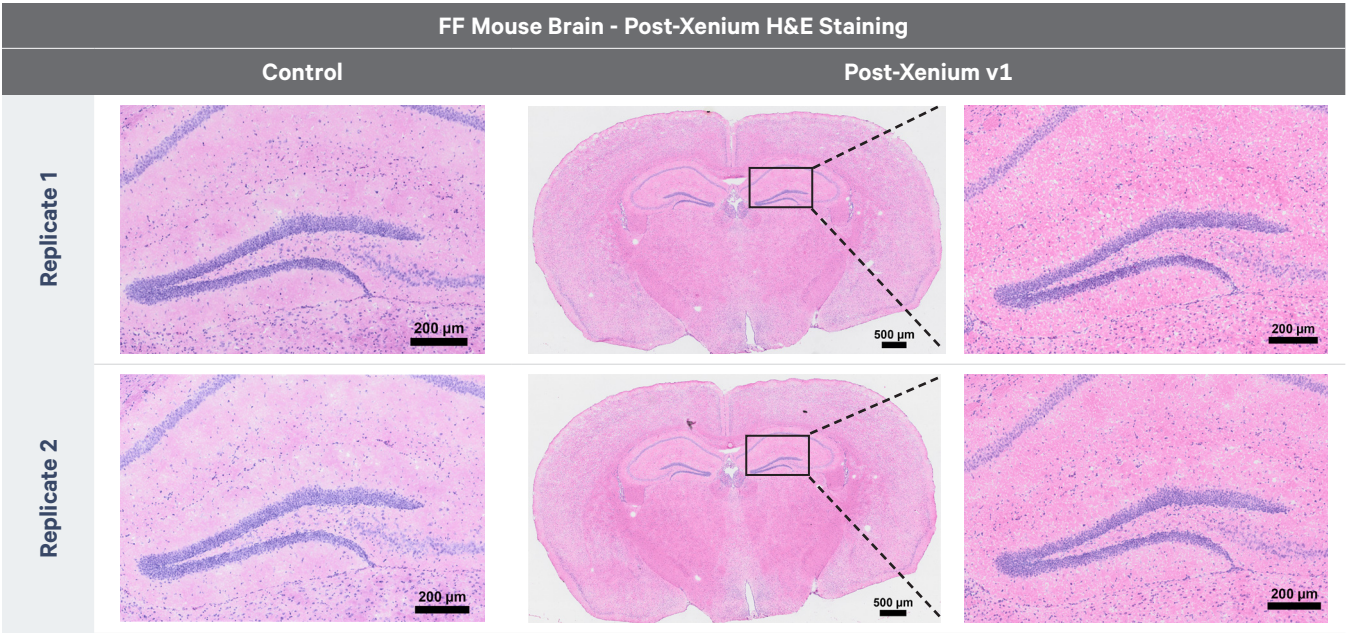 FF Mouse Brain - Post-Xenium H&E Staining
Control
Post-Xenium v1
Replicate 1
200 µm
500 µm
200 µm
Replicate 2
200 µm
500 µm
200 µm